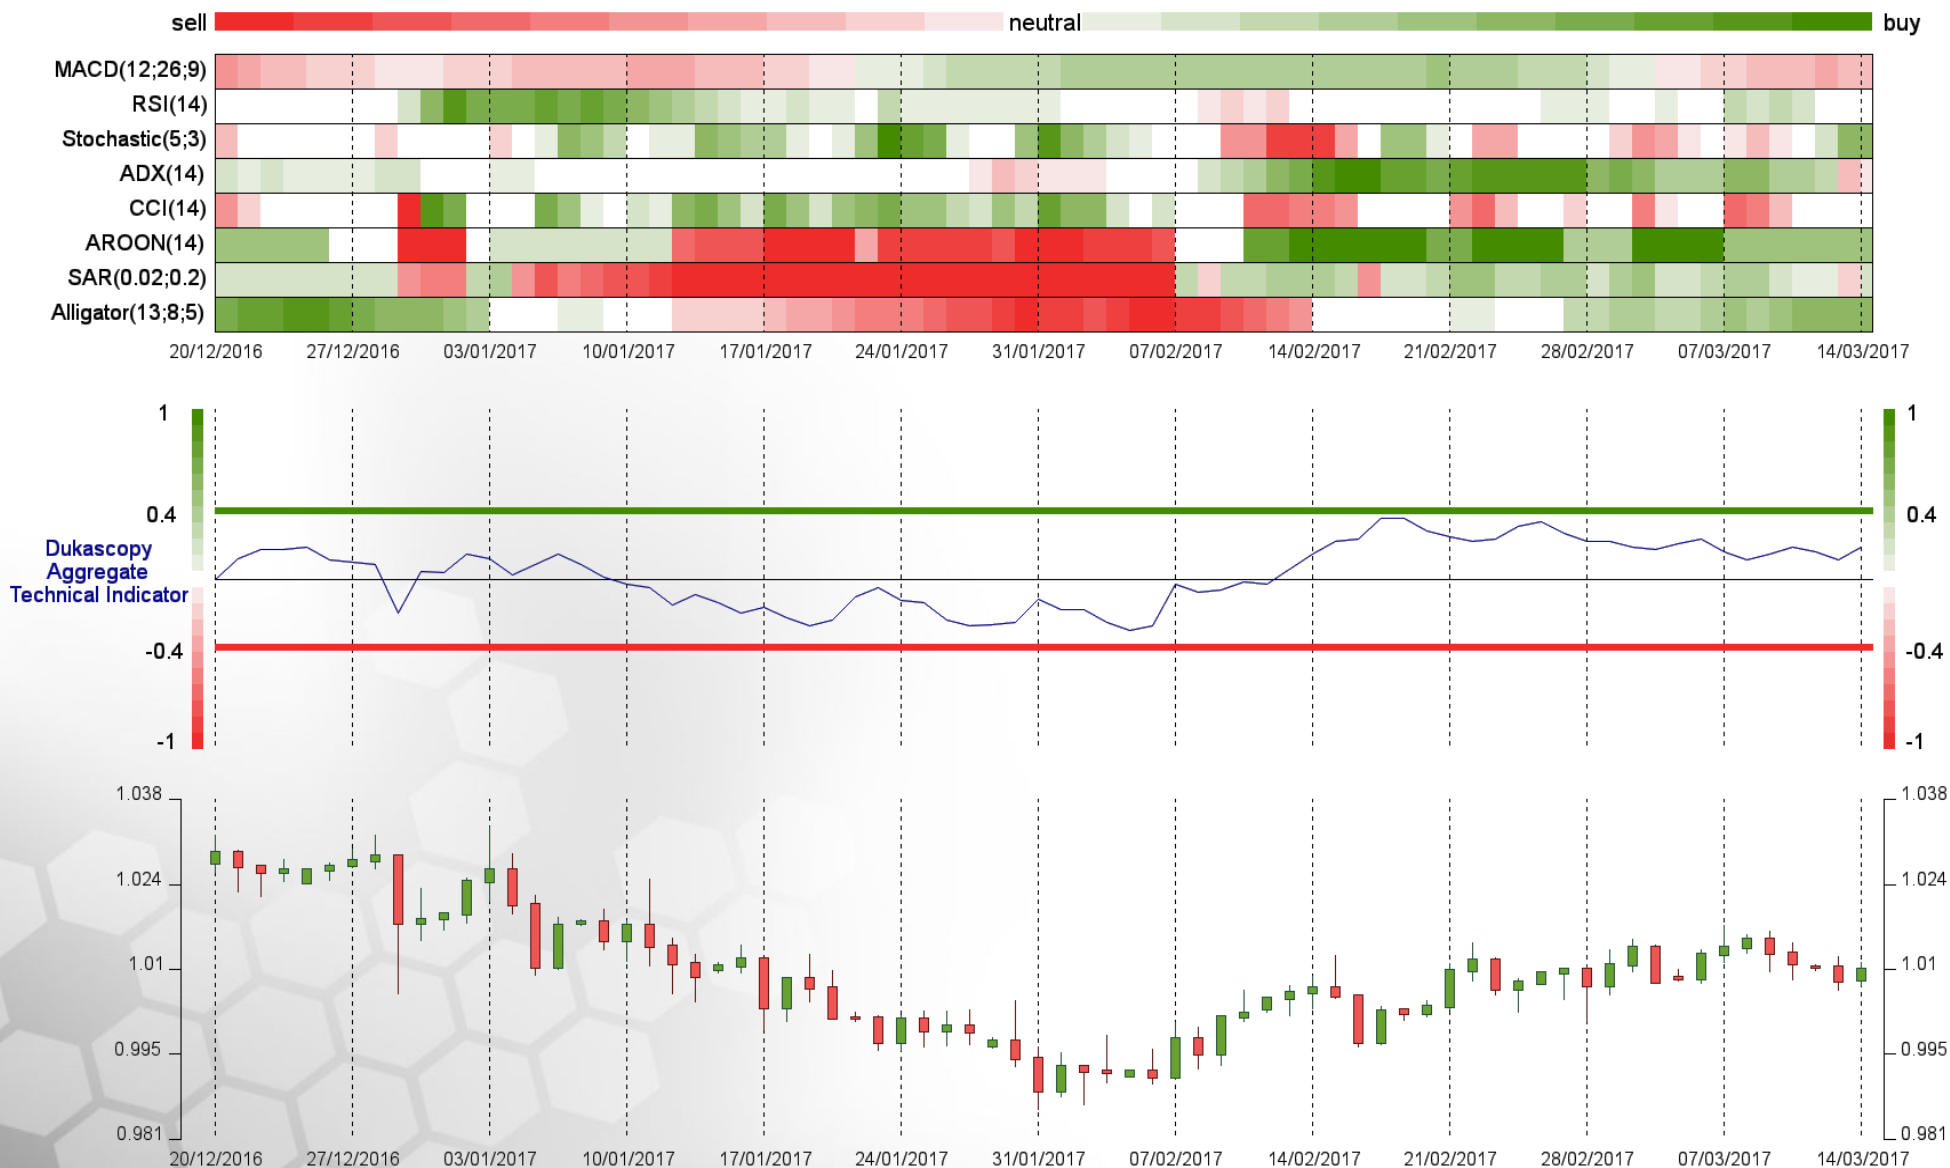 sell neutral buy
MACD(12;26;9)
RSI(14)
Stochastic(5;3)
ADX(14)
CCI(14)
AROON(14)
SAR(0.02;0.2)
Alligator(13;8;5)
20/12/2016 27/12/2016 03/01/2017 10/01/2017 17/01/2017 24/01/2017 31/01/2017 07/02/2017 14/02/2017 21/02/2017 28/02/2017 07/03/2017 14/03/2017
1 1
0.4 0.4
Dukascopy
Aggregate
Technical Indicator
-0.4 -0.4
-1 -1
1.038 1.038
1.024 1.024
1.01 1.01
0.995 0.995
0.981 0.981
20/12/2016 27/12/2016 03/01/2017 10/01/2017 17/01/2017 24/01/2017 31/01/2017 07/02/2017 14/02/2017 21/02/2017 28/02/2017 07/03/2017 14/03/2017